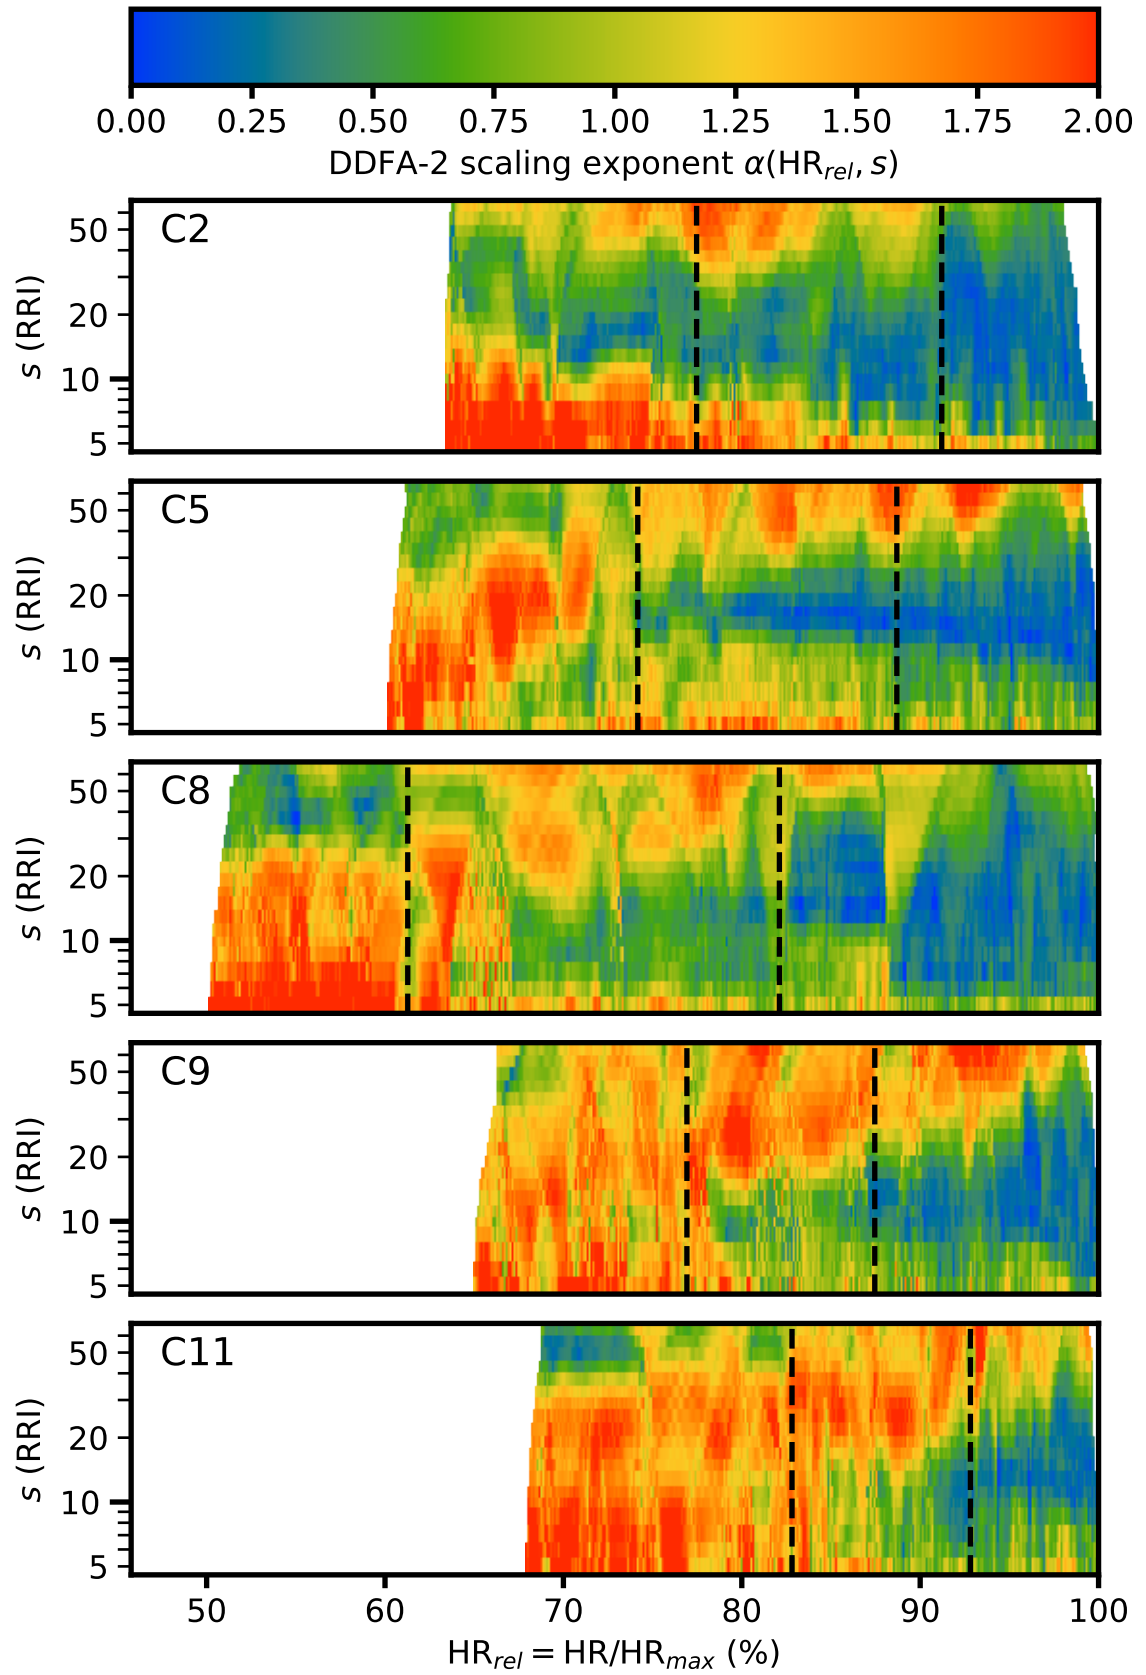 0.00 0.25 0.50 0.75 1.00 1.25 1.50 1.75 2.00
DDFA-2 scaling exponent α(HR_rel, s)
C2
50
20
10
5
s (RRI)
C5
50
20
10
5
s (RRI)
C8
50
20
10
5
s (RRI)
C9
50
20
10
5
s (RRI)
C11
50
20
10
5
s (RRI)
50 60 70 80 90 100
HR_rel = HR/HR_max (%)